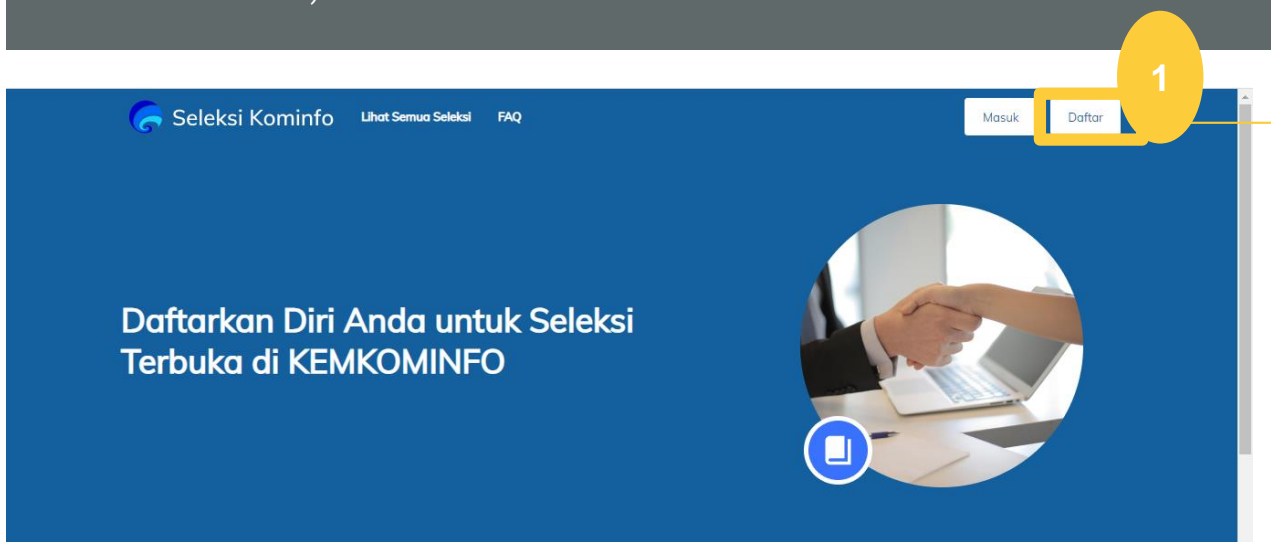 1
Seleksi Kominfo Lihat Semua Seleksi FAQ Masuk Daftar
Daftarkan Diri Anda untuk Seleksi
Terbuka di KEMKOMINFO